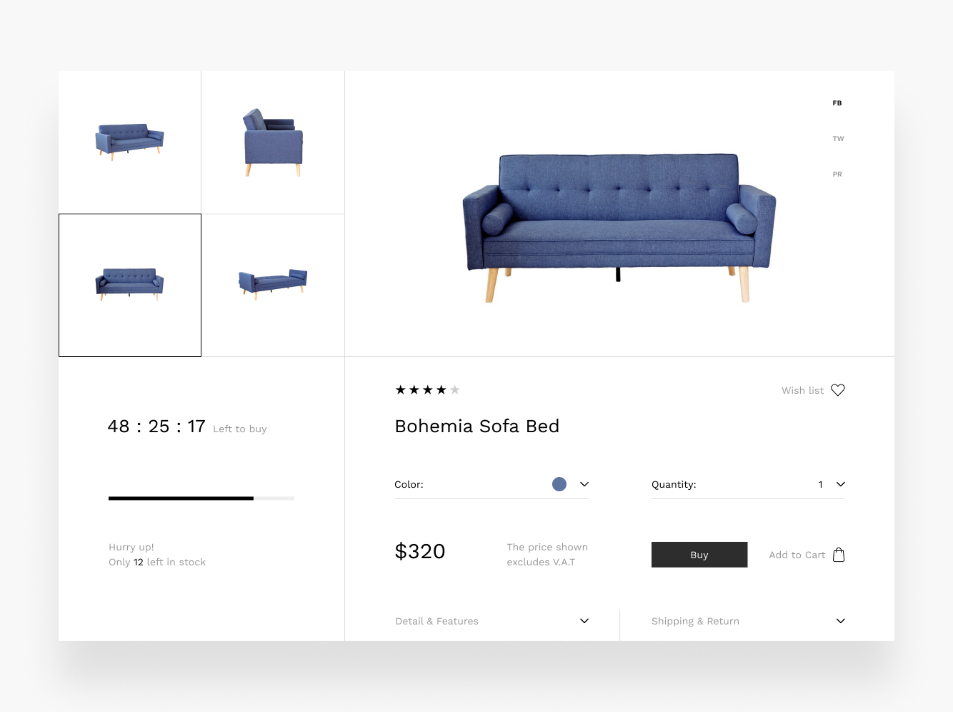 FB
TW
PR
48 : 25 : 17 Left to buy
Hurry up!
Only 12 left in stock
Wish list
Bohemia Sofa Bed
Color:
Quantity: 1
$320
The price shown
excludes V.A.T
Buy
Add to Cart
Detail & Features
Shipping & Return